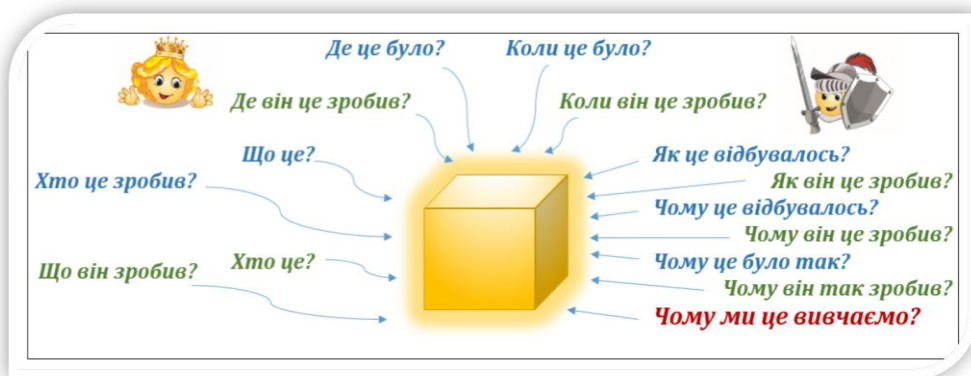 Де це було?
Коли це було?
Де він це зробив?
Коли він це зробив?
Що це?
Як це відбувалось?
Хто це зробив?
Як він це зробив?
Чому це відбувалось?
Чому він це зробив?
Що він зробив?
Хто це?
Чому це було так?
Чому він так зробив?
Чому ми це вивчаємо?